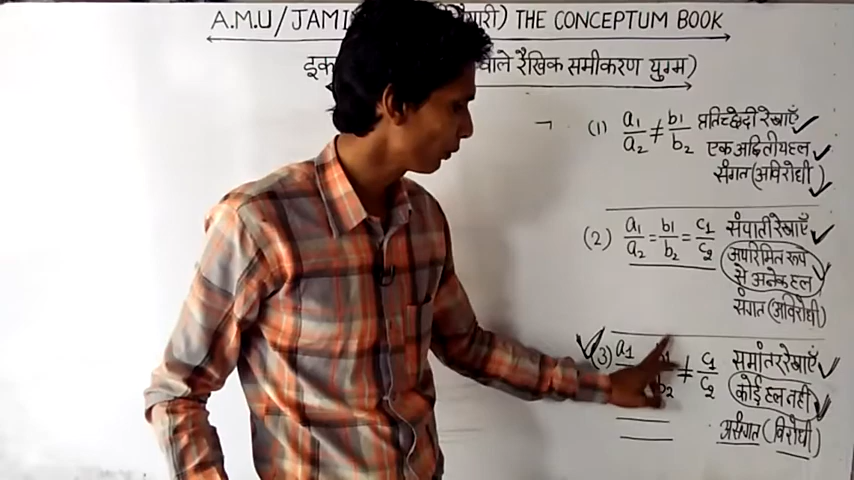 A.M.U/JAMI THE CONCEPTUM BOOK
वाले रैखिक समीकरण युग्म)
(1) a1/a2 ≠ b1/b2 प्रतिच्छेदी रेखाएँ ✓
एक अद्वितीय हल ✓
संगत (अविरोधी) ✓
(2) a1/a2 = b1/b2 = c1/c2 संपाती रेखाएँ ✓
अपरिमित रूप
से अनेक हल ✓
संगत (अविरोधी)
✓(3) a1 b1/b2 ≠ c1/c2 समांतर रेखाएँ ✓
कोई हल नहीं ✓
असंगत (विरोधी)